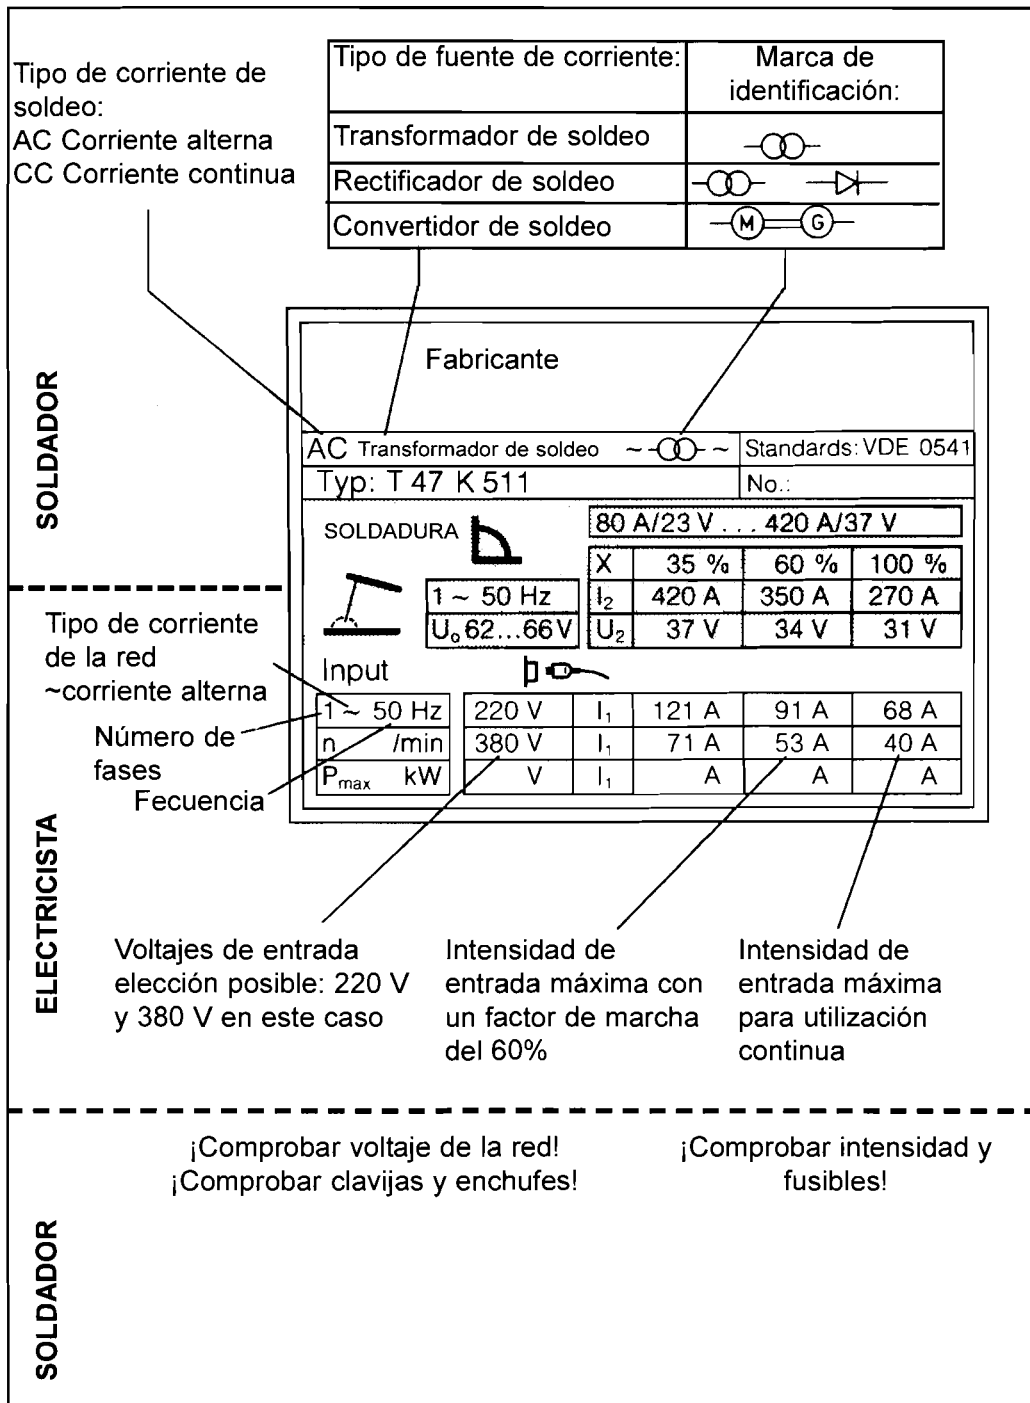 Tipo de corriente de
soldeo:
AC Corriente alterna
CC Corriente continua
Tipo de fuente de corriente: Marca de
identificación:
Transformador de soldeo
Rectificador de soldeo
Convertidor de soldeo M G
SOLDADOR
Fabricante
AC Transformador de soldeo ~ ~ Standards: VDE 0541
Typ: T 47 K 511 No.:
SOLDADURA
80 A/23 V ... 420 A/37 V
X 35 % 60 % 100 %
1 ~ 50 Hz I₂ 420 A 350 A 270 A
U₀ 62...66 V U₂ 37 V 34 V 31 V
Input
1 ~ 50 Hz 220 V I₁ 121 A 91 A 68 A
n /min 380 V I₁ 71 A 53 A 40 A
Pmax kW V I₁ A A A
Tipo de corriente
de la red
~corriente alterna
Número de
fases
Fecuencia
ELECTRICISTA
Voltajes de entrada
elección posible: 220 V
y 380 V en este caso
Intensidad de
entrada máxima con
un factor de marcha
del 60%
Intensidad de
entrada máxima
para utilización
continua
¡Comprobar voltaje de la red!
¡Comprobar clavijas y enchufes!
¡Comprobar intensidad y
fusibles!
SOLDADOR